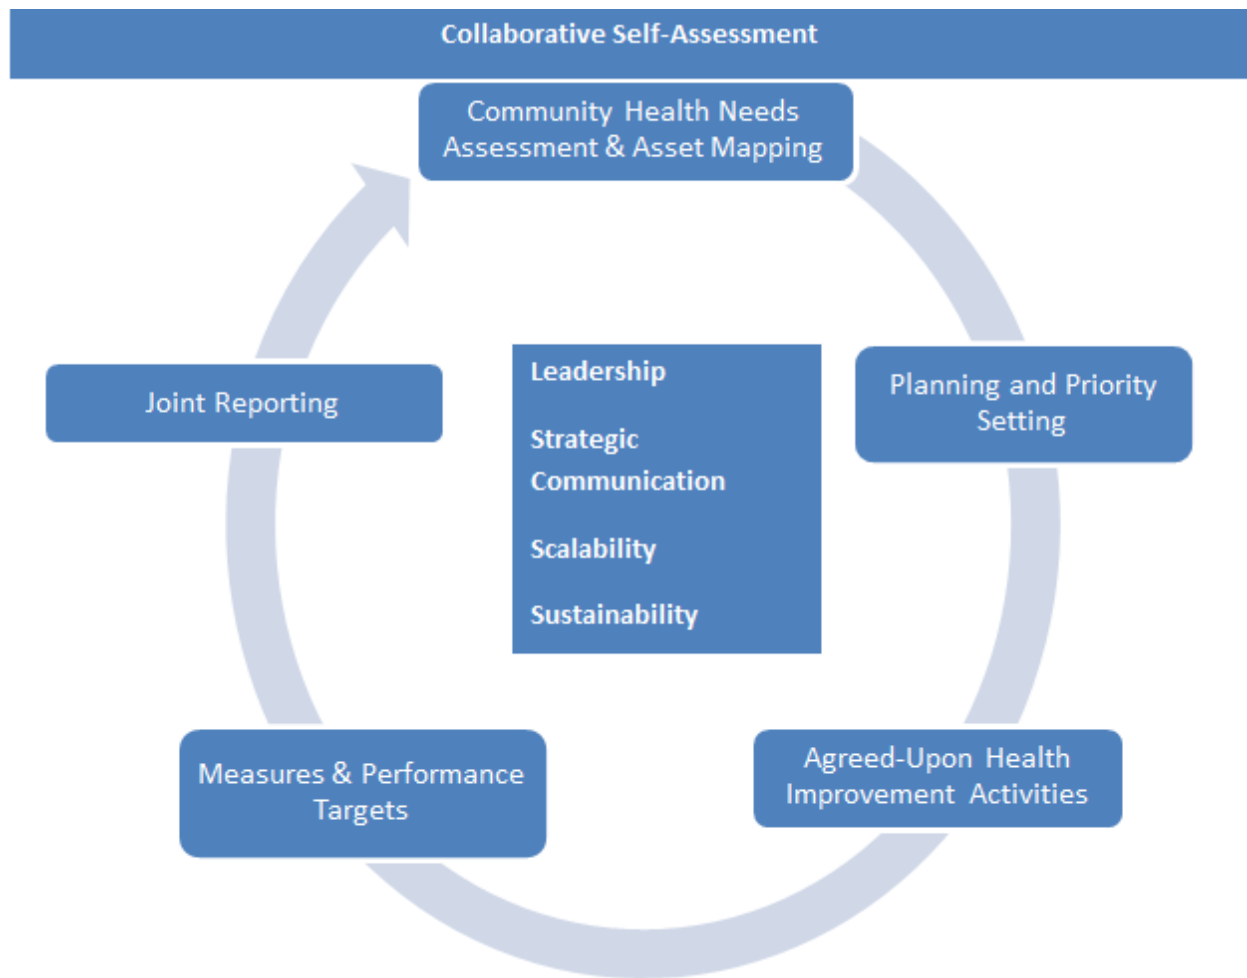 Collaborative Self-Assessment
Community Health Needs
Assessment & Asset Mapping
Joint Reporting
Leadership
Strategic
Communication
Scalability
Sustainability
Planning and Priority
Setting
Measures & Performance
Targets
Agreed-Upon Health
Improvement Activities